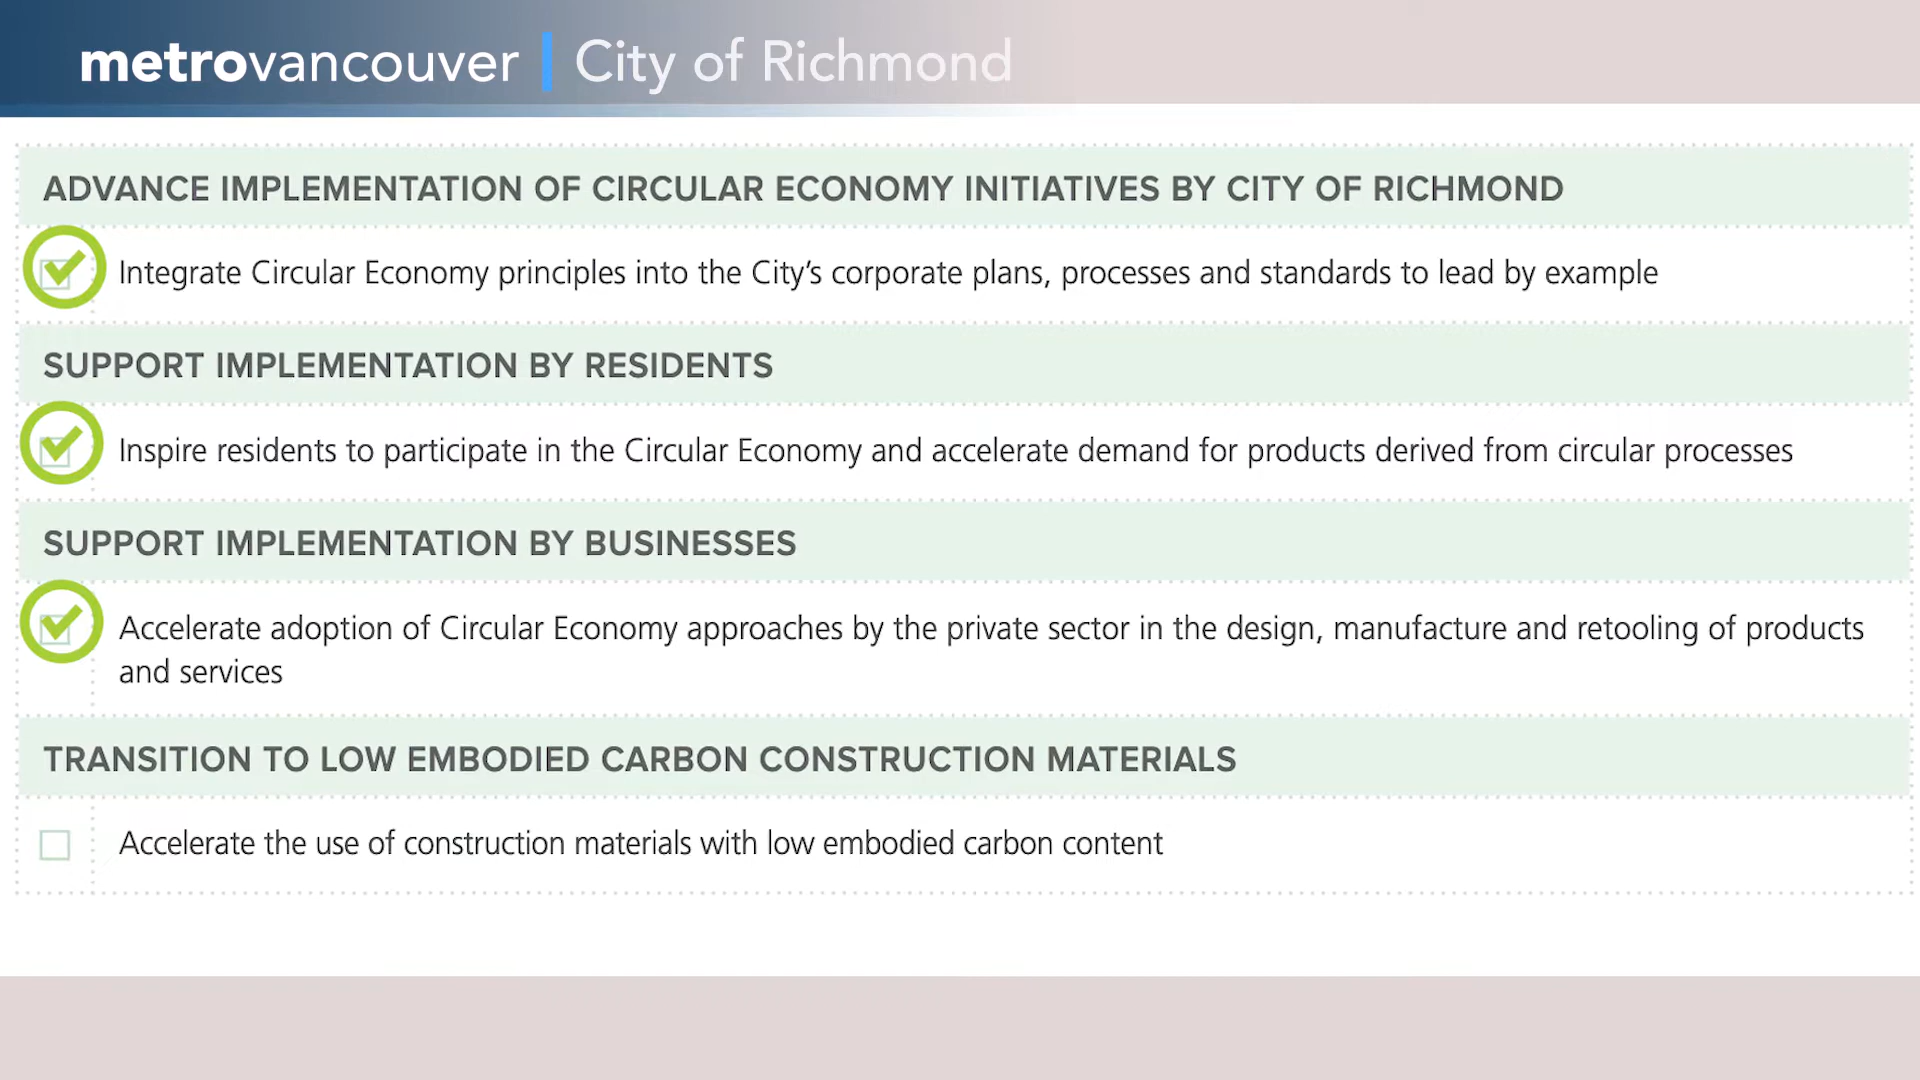 metrovancouver | City of Richmond
ADVANCE IMPLEMENTATION OF CIRCULAR ECONOMY INITIATIVES BY CITY OF RICHMOND
Integrate Circular Economy principles into the City’s corporate plans, processes and standards to lead by example
SUPPORT IMPLEMENTATION BY RESIDENTS
Inspire residents to participate in the Circular Economy and accelerate demand for products derived from circular processes
SUPPORT IMPLEMENTATION BY BUSINESSES
Accelerate adoption of Circular Economy approaches by the private sector in the design, manufacture and retooling of products
and services
TRANSITION TO LOW EMBODIED CARBON CONSTRUCTION MATERIALS
Accelerate the use of construction materials with low embodied carbon content